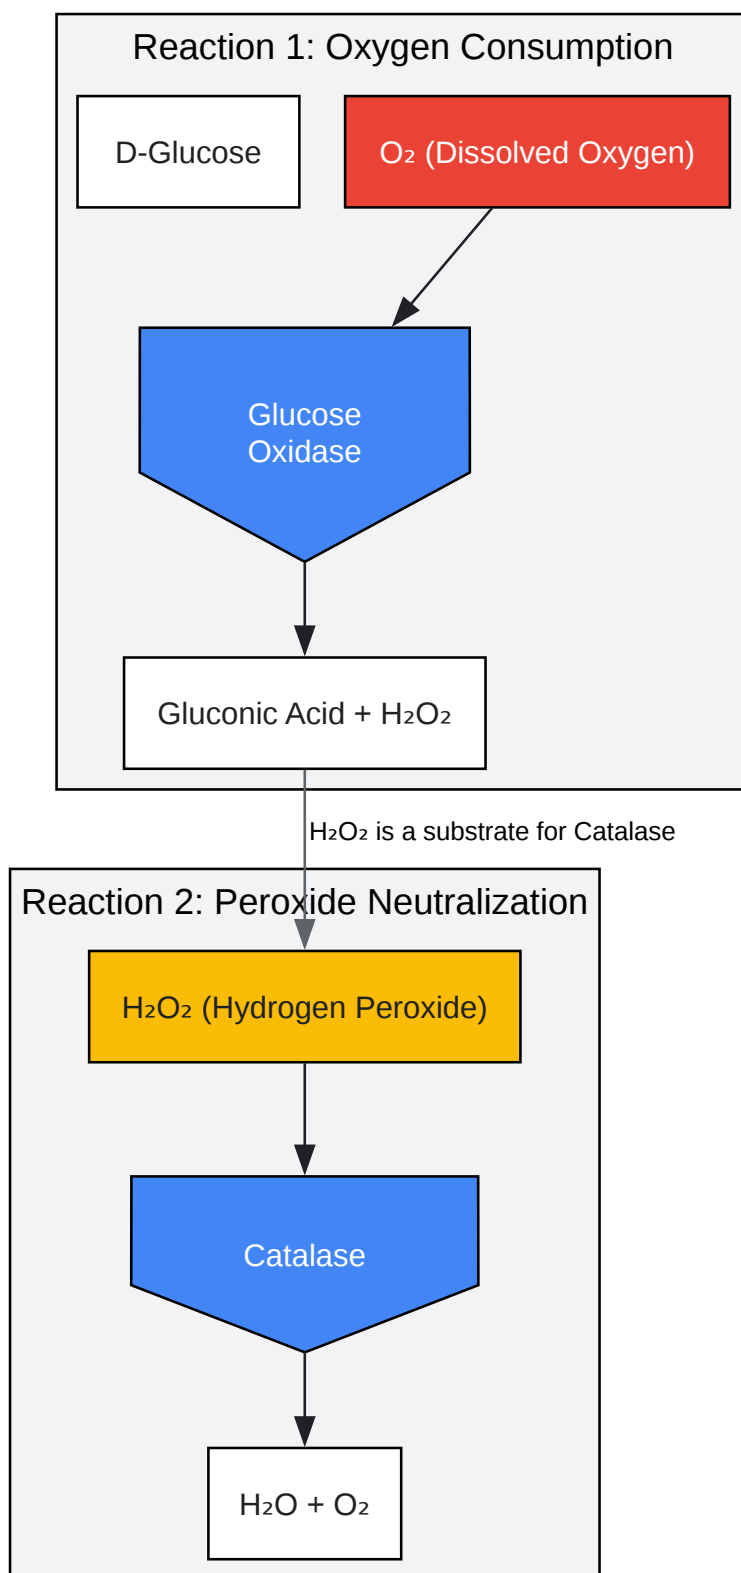 Reaction 1: Oxygen Consumption
D-Glucose
O₂ (Dissolved Oxygen)
Glucose
Oxidase
Gluconic Acid + H₂O₂
H₂O₂ is a substrate for Catalase
Reaction 2: Peroxide Neutralization
H₂O₂ (Hydrogen Peroxide)
Catalase
H₂O + O₂